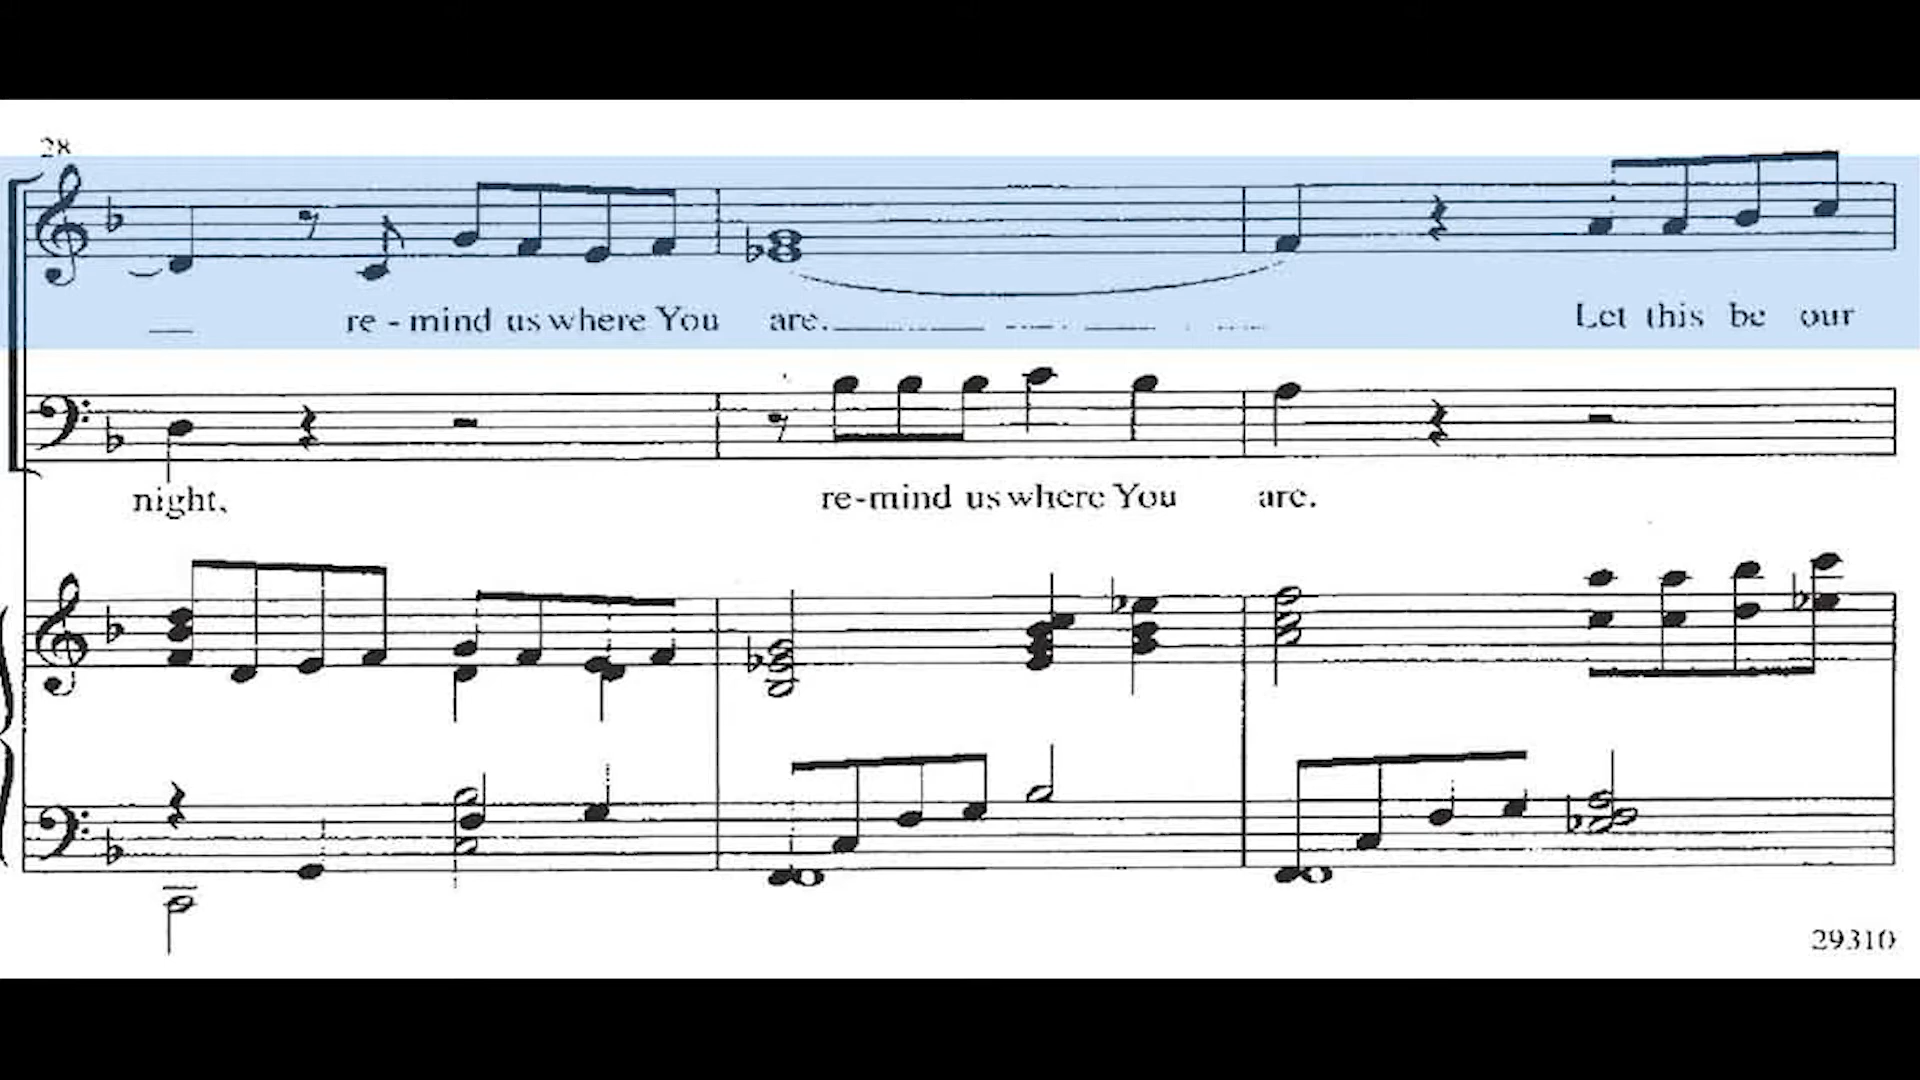 28
re - mind us where You are. Let this be our
night, re-mind us where You are.
29310